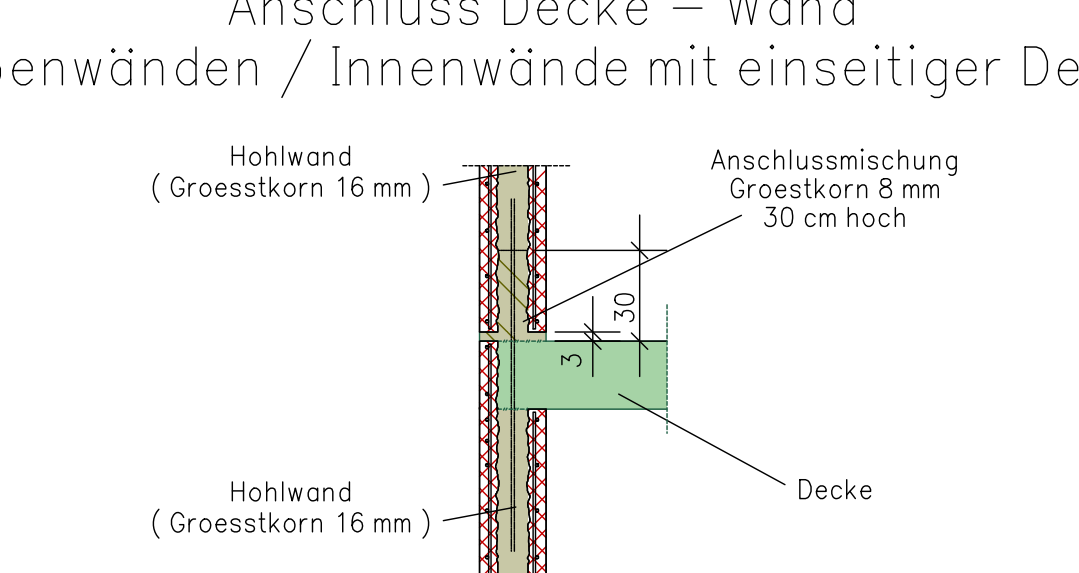 Anschluss Decke – Wand
enwänden / Innenwände mit einseitiger De
Hohlwand
( Groesstkorn 16 mm )
Anschlussmischung
Groestkorn 8 mm
30 cm hoch
30
3
Decke
Hohlwand
( Groesstkorn 16 mm )